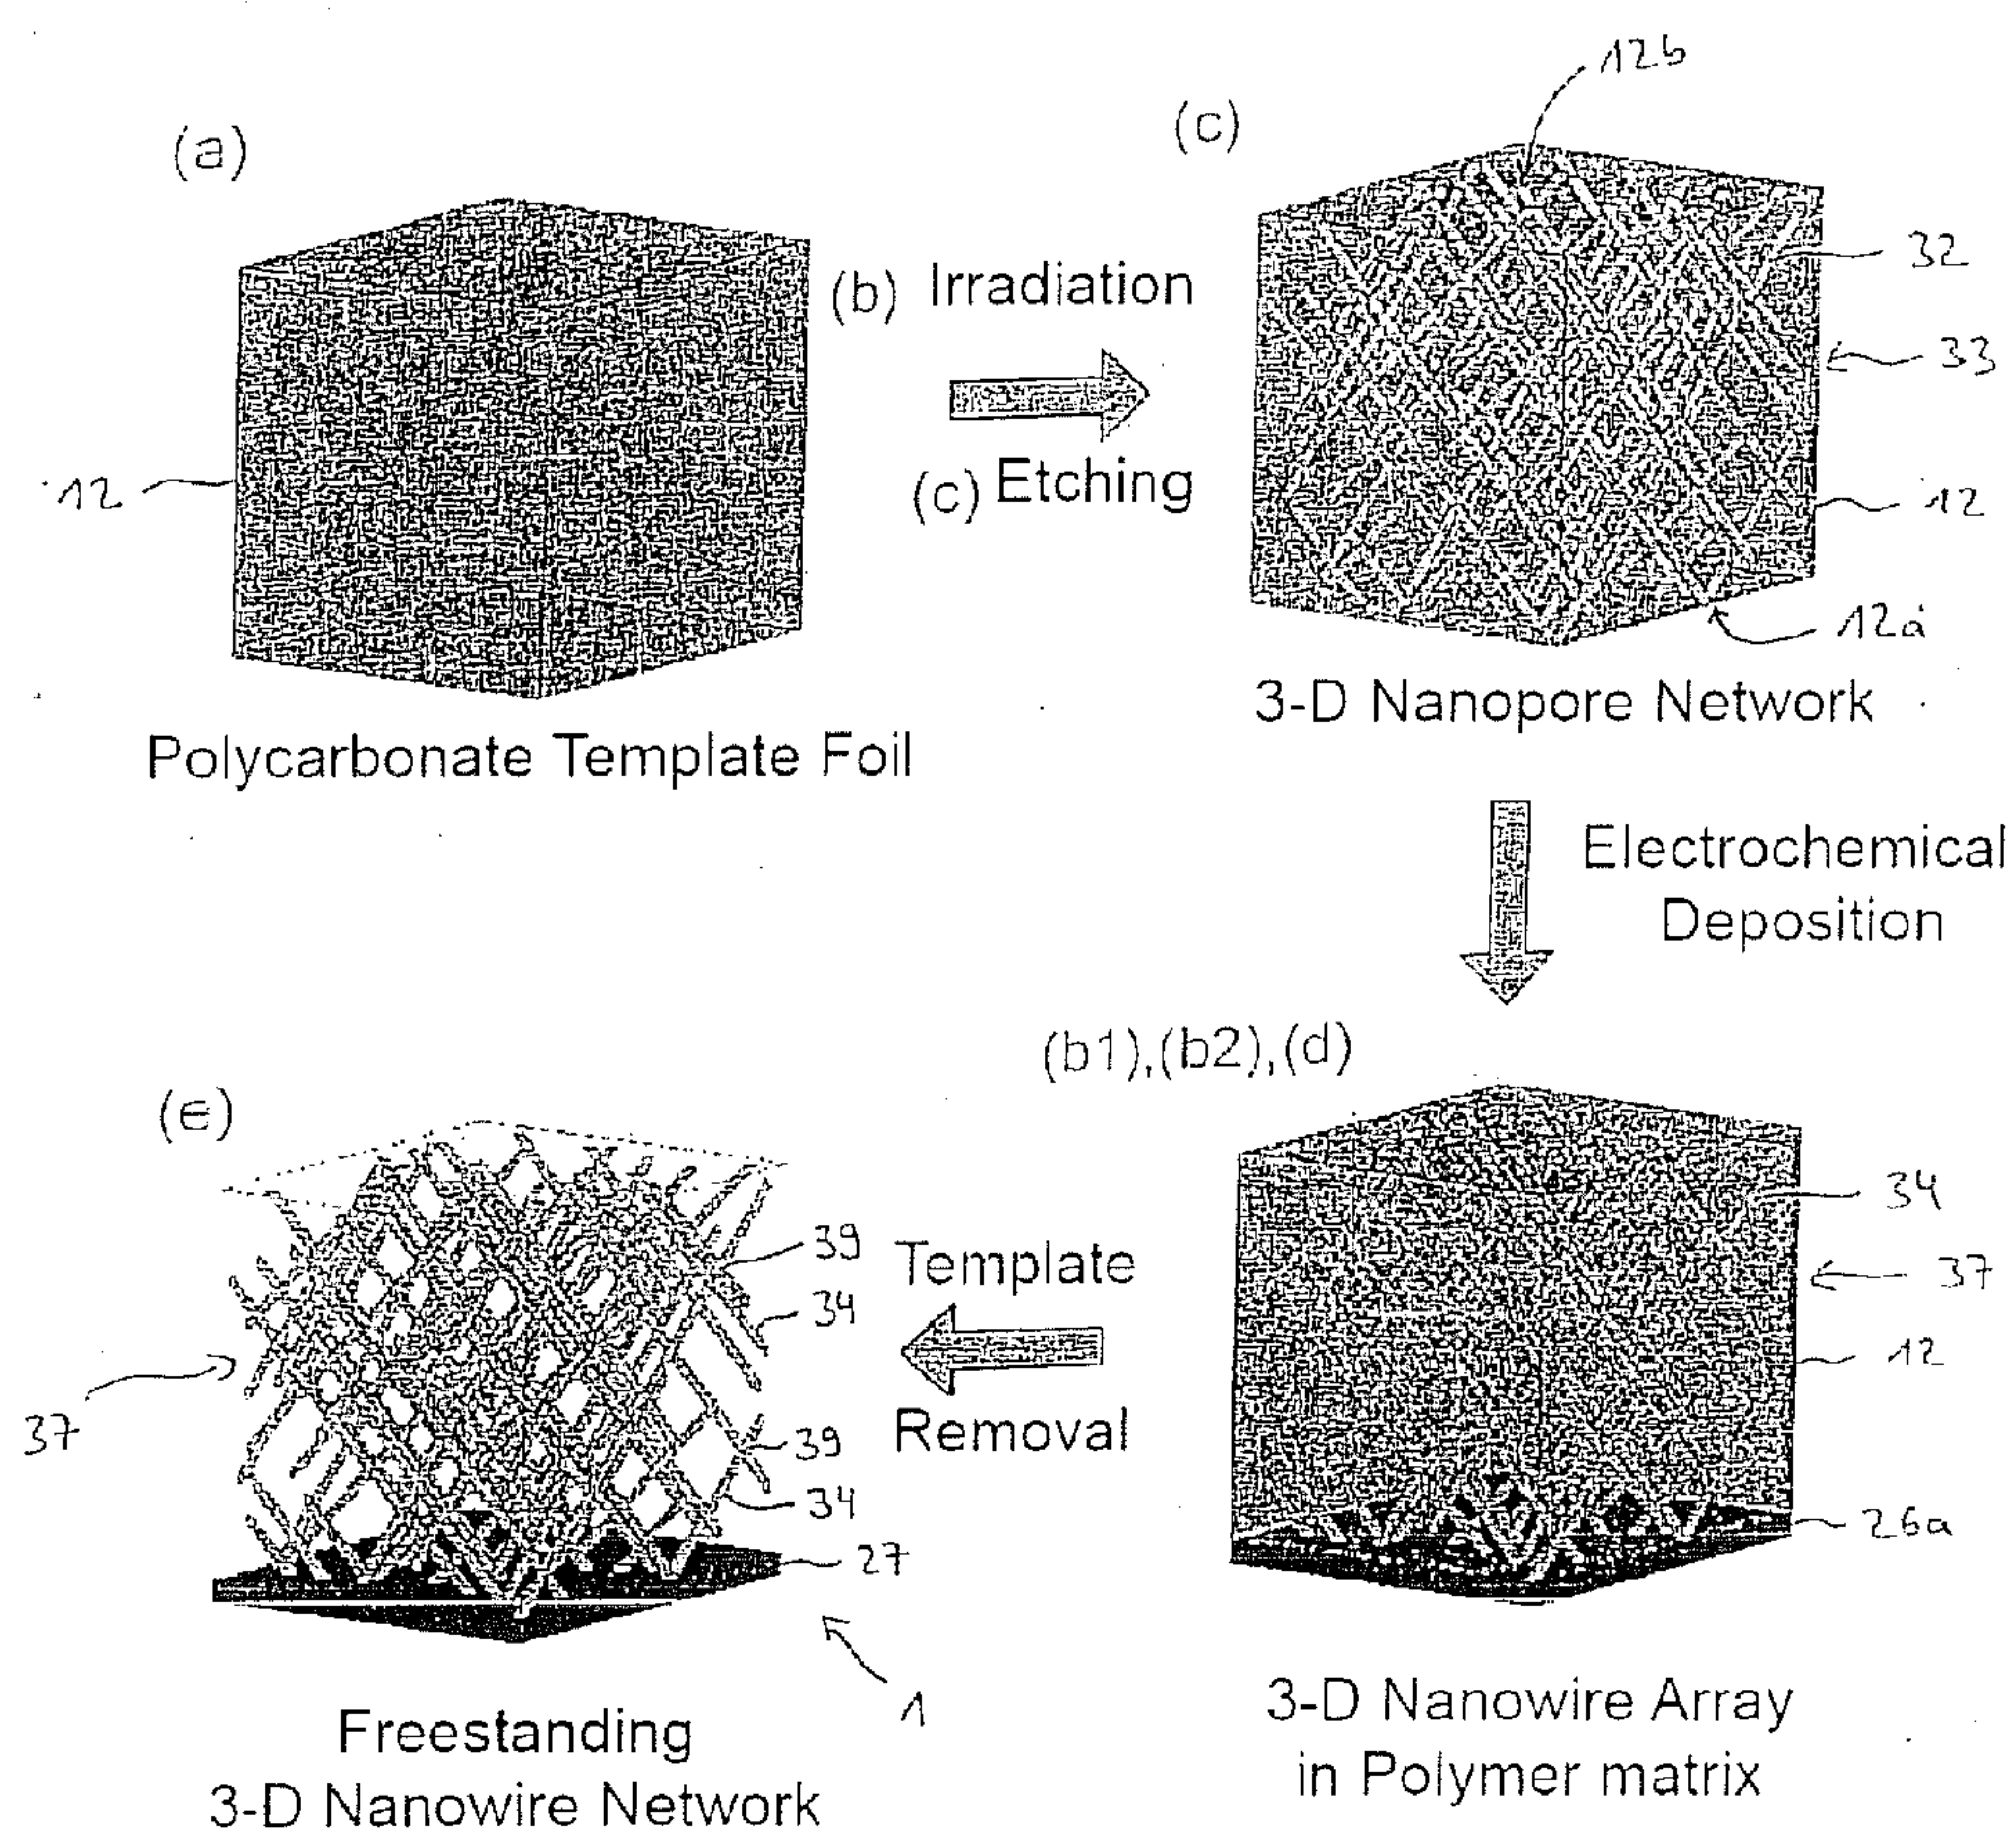 12b
(a)
(c)
32
(b) Irradiation
33
12
(c) Etching
12
12a
3-D Nanopore Network
Polycarbonate Template Foil
Electrochemical
Deposition
(b1),(b2),(d)
(e)
34
39
Template
37
34
12
37
39
Removal
34
26a
27
1
3-D Nanowire Array
in Polymer matrix
Freestanding
3-D Nanowire Network